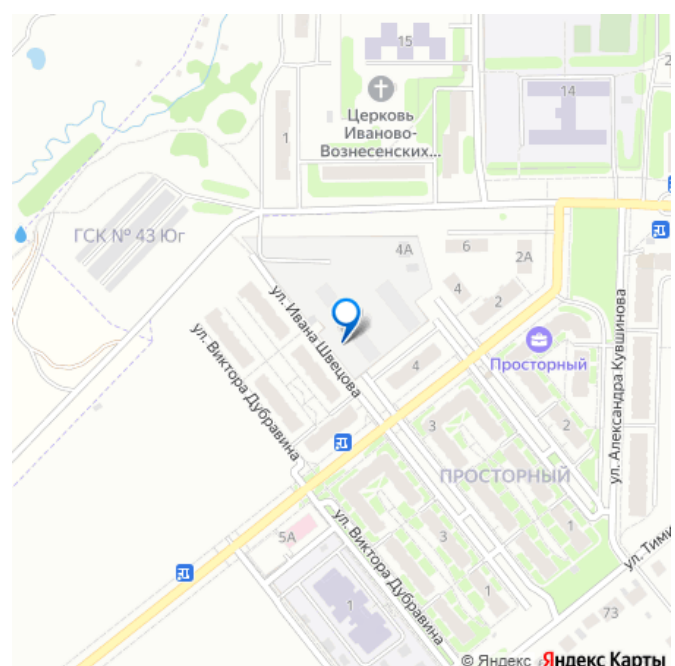 15
Церковь
Иваново-
Вознесенских...
14
2
1
ГСК № 43 Юг
4А
6
2А
4
2
ул. Ивана Швецова
ул. Виктора Дубравина
ул. Александра Кувшинова
Просторный
4
3
2
ПРОСТОРНЫЙ
5А
ул. Виктора Дубравина
3
1
1
ул. Тими
1
73
© Яндекс Яндекс Карты